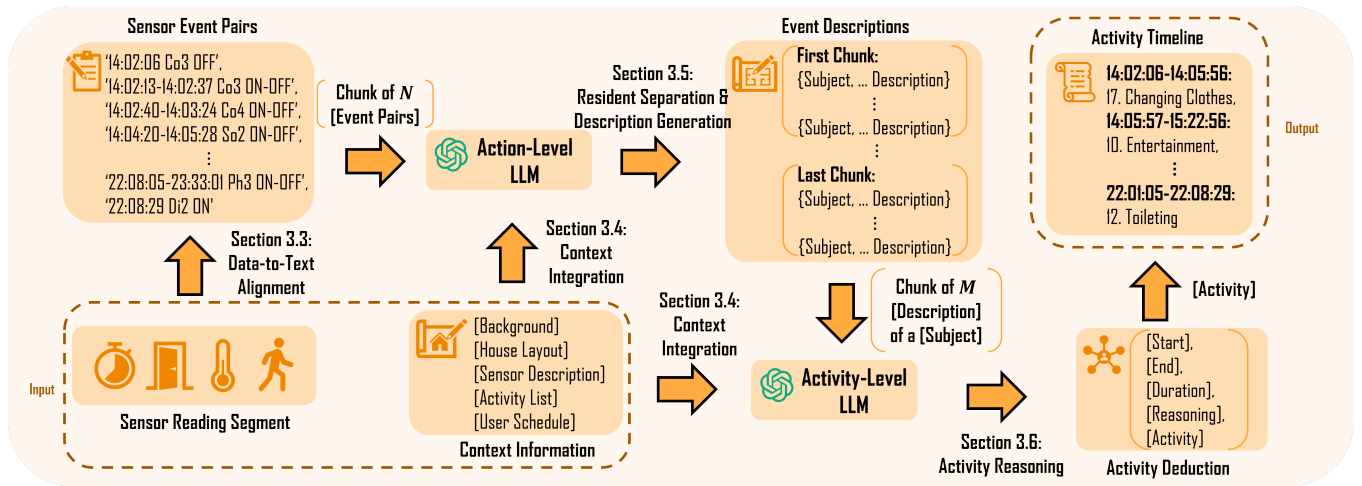 Sensor Event Pairs
'14:02:06 Co3 OFF',
'14:02:13-14:02:37 Co3 ON-OFF',
'14:02:40-14:03:24 Co4 ON-OFF',
'14:04:20-14:05:28 So2 ON-OFF',
⋮
'22:08:05-23:33:01 Ph3 ON-OFF',
'22:08:29 Di2 ON'
Chunk of N
[Event Pairs]
Action-Level
LLM
Section 3.5:
Resident Separation &
Description Generation
Event Descriptions
First Chunk:
{Subject, ... Description}
⋮
{Subject, ... Description}
⋮
Last Chunk:
{Subject, ... Description}
⋮
{Subject, ... Description}
Activity Timeline
14:02:06-14:05:56:
17. Changing Clothes,
14:05:57-15:22:56:
10. Entertainment,
⋮
22:01:05-22:08:29:
12. Toileting
Output
Section 3.3:
Data-to-Text
Alignment
Section 3.4:
Context
Integration
Input
Sensor Reading Segment
[Background]
[House Layout]
[Sensor Description]
[Activity List]
[User Schedule]
Context Information
Section 3.4:
Context
Integration
Chunk of M
[Description]
of a [Subject]
Activity-Level
LLM
Section 3.6:
Activity Reasoning
[Activity]
[Start],
[End],
[Duration],
[Reasoning],
[Activity]
Activity Deduction